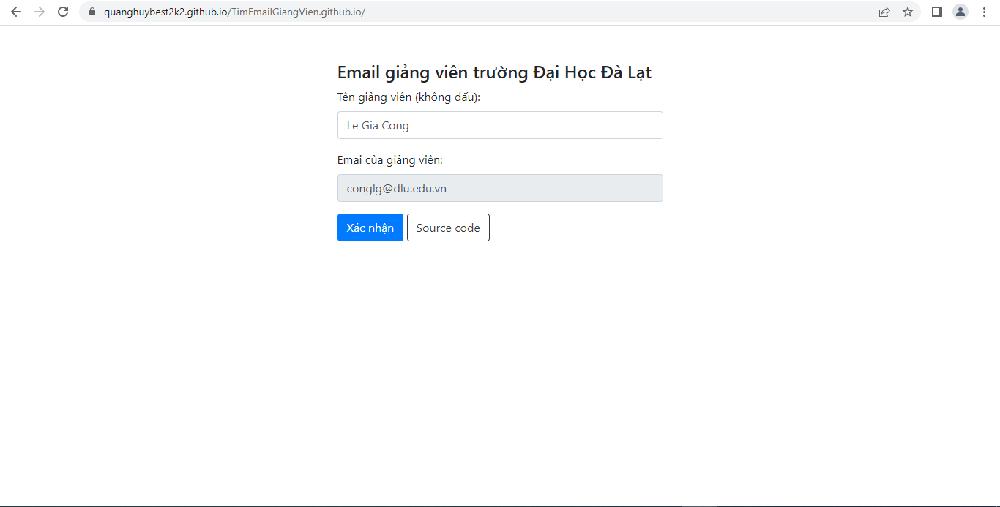 quanghuybest2k2.github.io/TimEmailGiangVien.github.io/
Email giảng viên trường Đại Học Đà Lạt
Tên giảng viên (không dấu):
Le Gia Cong
Emai của giảng viên:
conglg@dlu.edu.vn
Xác nhận Source code